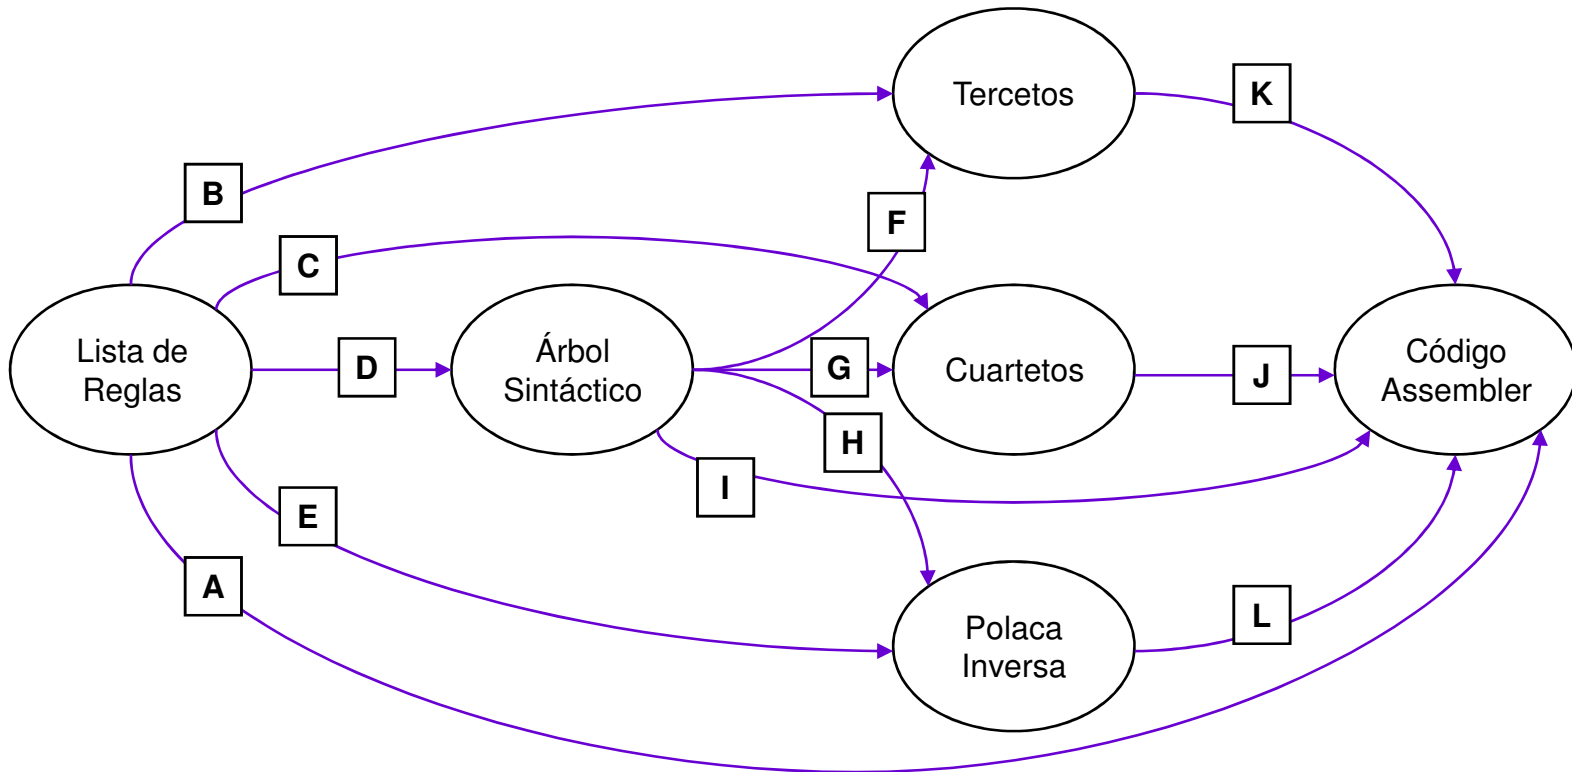 Tercetos
K
B
F
C
Lista de
Reglas
D
Árbol
Sintáctico
G
Cuartetos
J
Código
Assembler
H
I
E
A
Polaca
Inversa
L